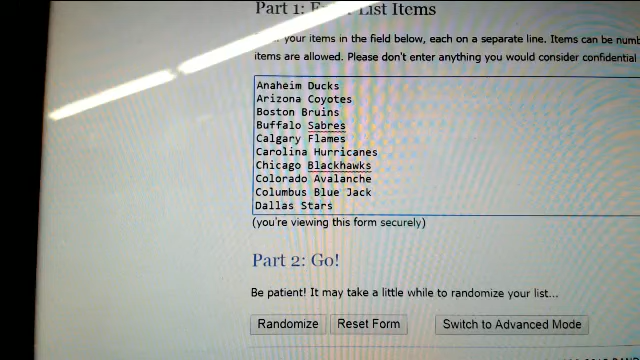 Part 1: List Items
your items in the field below, each on a separate line. Items can be
items are allowed. Please don't enter anything you would consider confidential
Anaheim Ducks
Arizona Coyotes
Boston Bruins
Buffalo Sabres
Calgary Flames
Carolina Hurricanes
Chicago Blackhawks
Colorado Avalanche
Columbus Blue Jack
Dallas Stars
(you're viewing this form securely)
Part 2: Go!
Be patient! It may take a little while to randomize your list...
Randomize Reset Form Switch to Advanced Mode